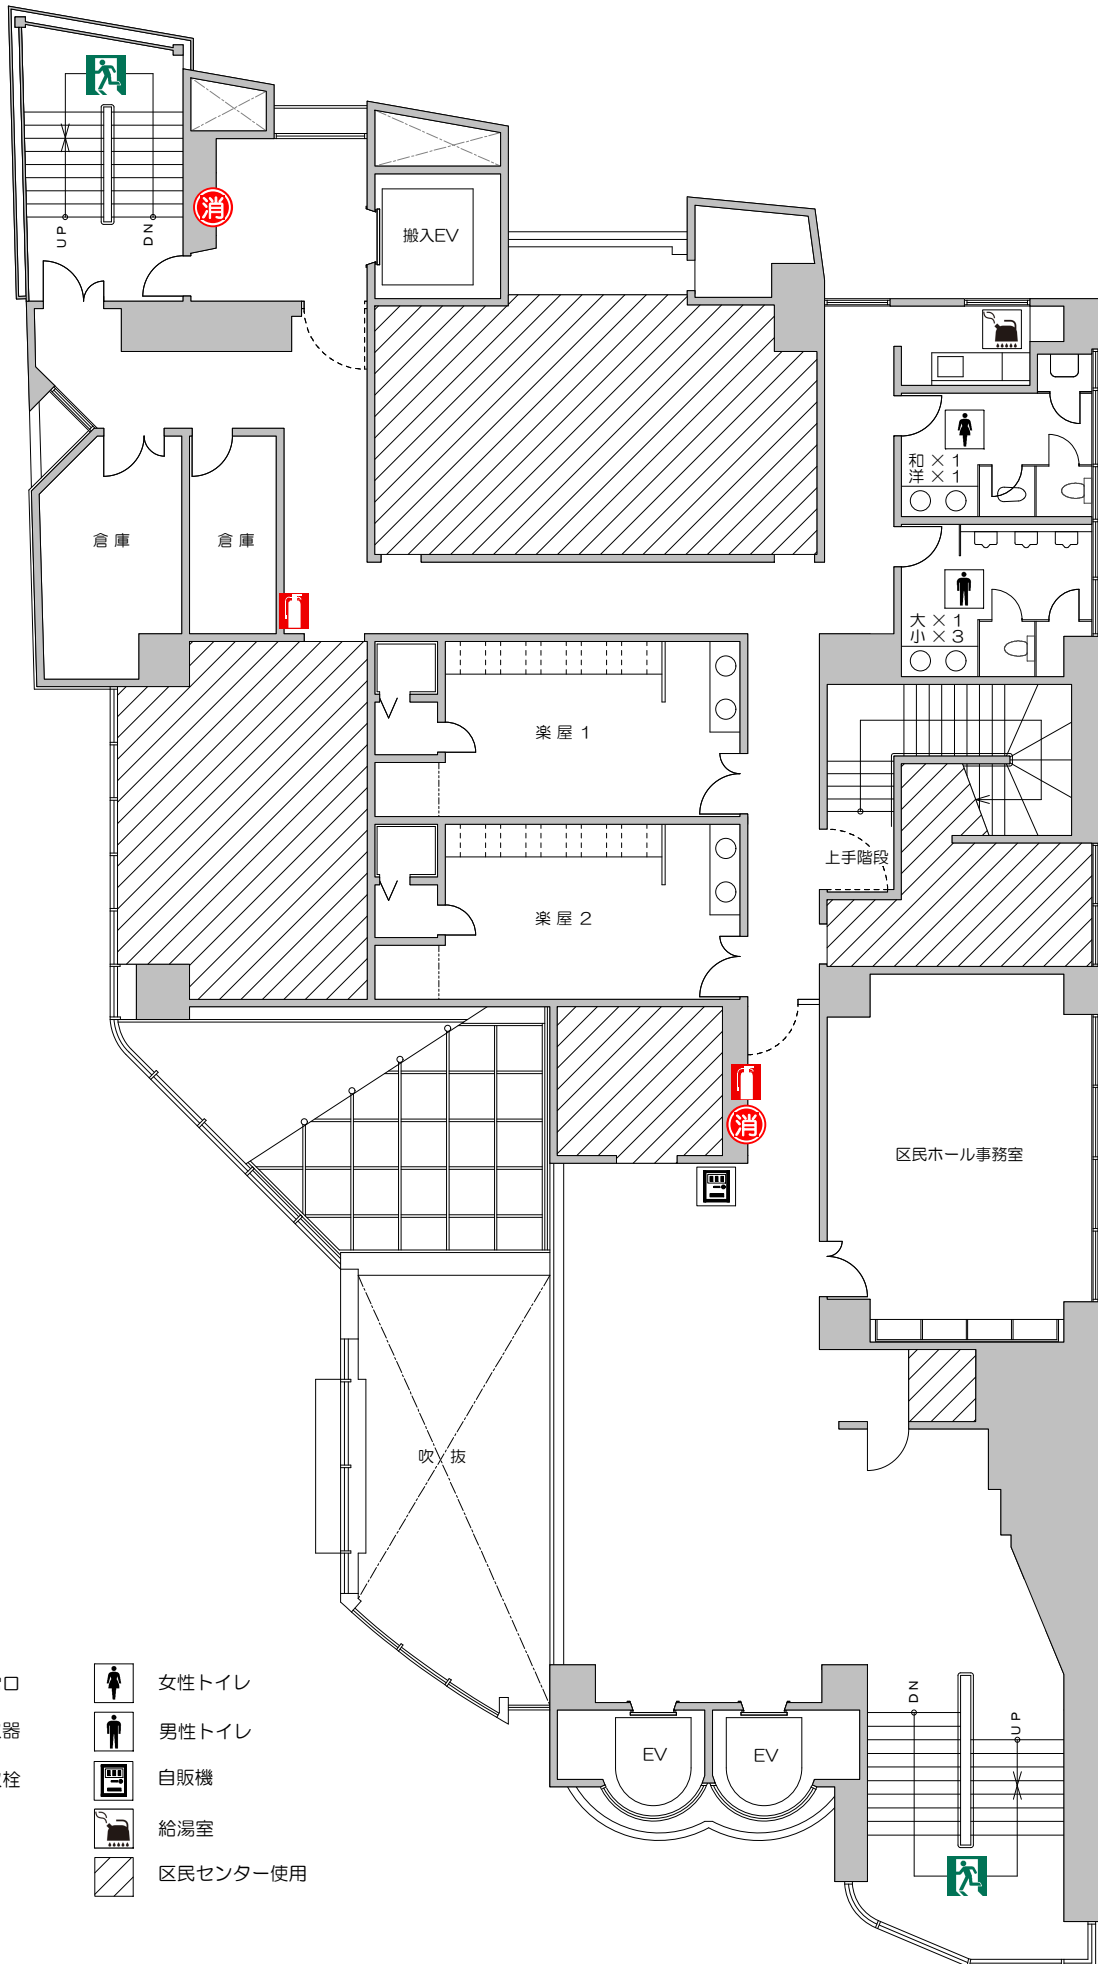 UP
DN
消
搬入EV
和×1
洋×1
倉庫
倉庫
大×1
小×3
楽屋1
上手階段
楽屋2
消
区民ホール事務室
吹抜
DN
UP
EV
EV
口
器
栓
女性トイレ
男性トイレ
自販機
給湯室
区民センター使用